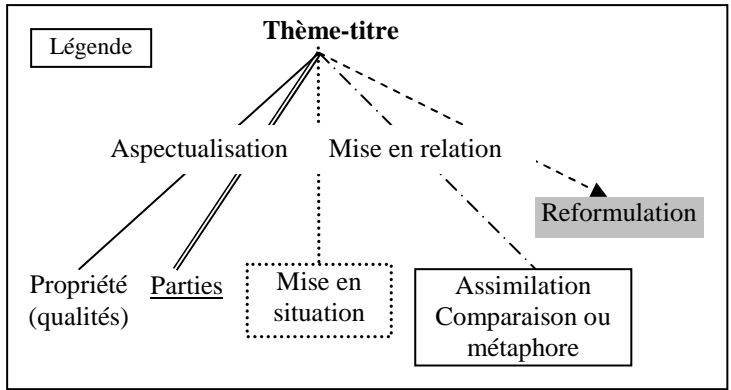 Thème-titre
Légende
Aspectualisation
Mise en relation
Reformulation
Propriété
(qualités)
Parties
Mise en
situation
Assimilation
Comparaison ou
métaphore